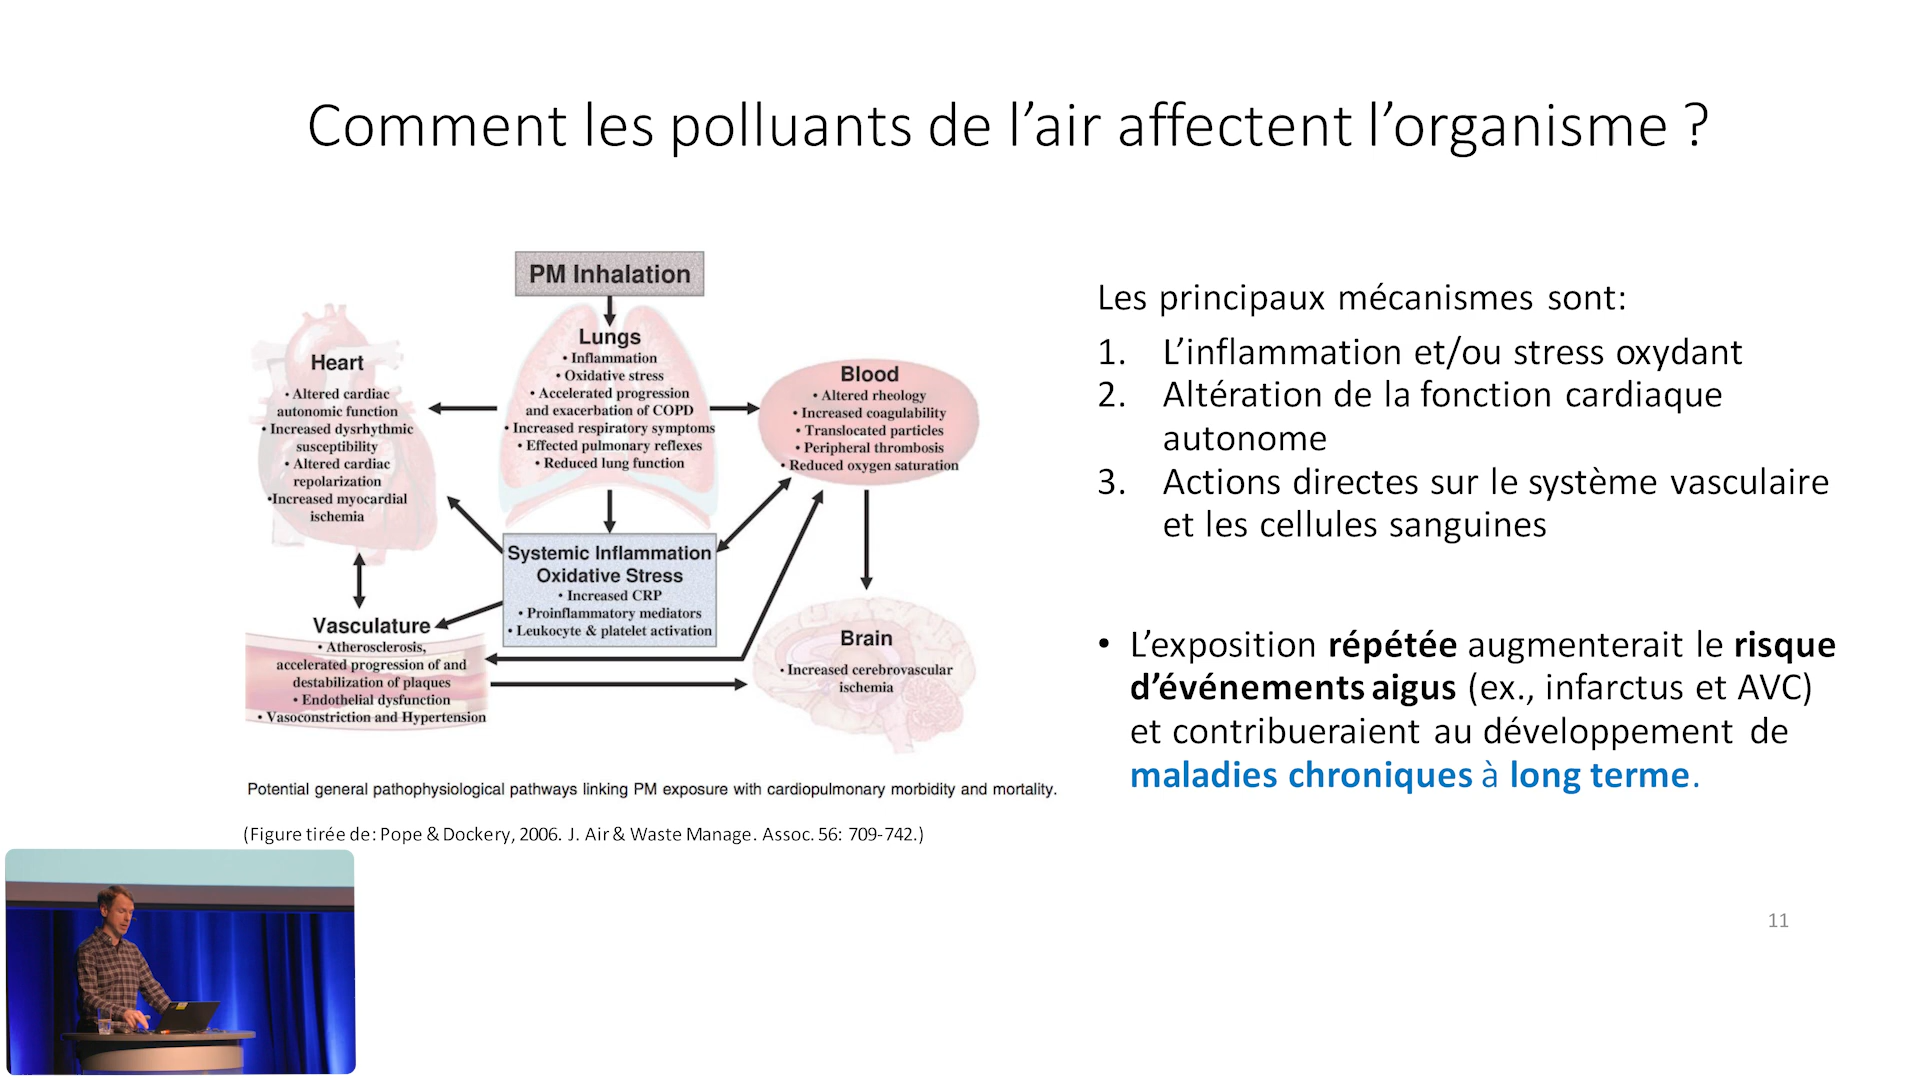 Comment les polluants de l’air affectent l’organisme ?
PM Inhalation
Lungs
• Inflammation
• Oxidative stress
• Accelerated progression
and exacerbation of COPD
• Increased respiratory symptoms
• Effected pulmonary reflexes
• Reduced lung function
Heart
• Altered cardiac
autonomic function
• Increased dysrhythmic
susceptibility
• Altered cardiac
repolarization
•Increased myocardial
ischemia
Blood
• Altered rheology
• Increased coagulability
• Translocated particles
• Peripheral thrombosis
• Reduced oxygen saturation
Systemic Inflammation
Oxidative Stress
• Increased CRP
• Proinflammatory mediators
• Leukocyte & platelet activation
Vasculature
• Atherosclerosis,
accelerated progression of and
destabilization of plaques
• Endothelial dysfunction
• Vasoconstriction and Hypertension
Brain
• Increased cerebrovascular
ischemia
Potential general pathophysiological pathways linking PM exposure with cardiopulmonary morbidity and mortality.
(Figure tirée de: Pope & Dockery, 2006. J. Air & Waste Manage. Assoc. 56: 709-742.)
Les principaux mécanismes sont:
1. L’inflammation et/ou stress oxydant
2. Altération de la fonction cardiaque
autonome
3. Actions directes sur le système vasculaire
et les cellules sanguines
• L’exposition répétée augmenterait le risque
d’événements aigus (ex., infarctus et AVC)
et contribueraient au développement de
maladies chroniques à long terme.
11